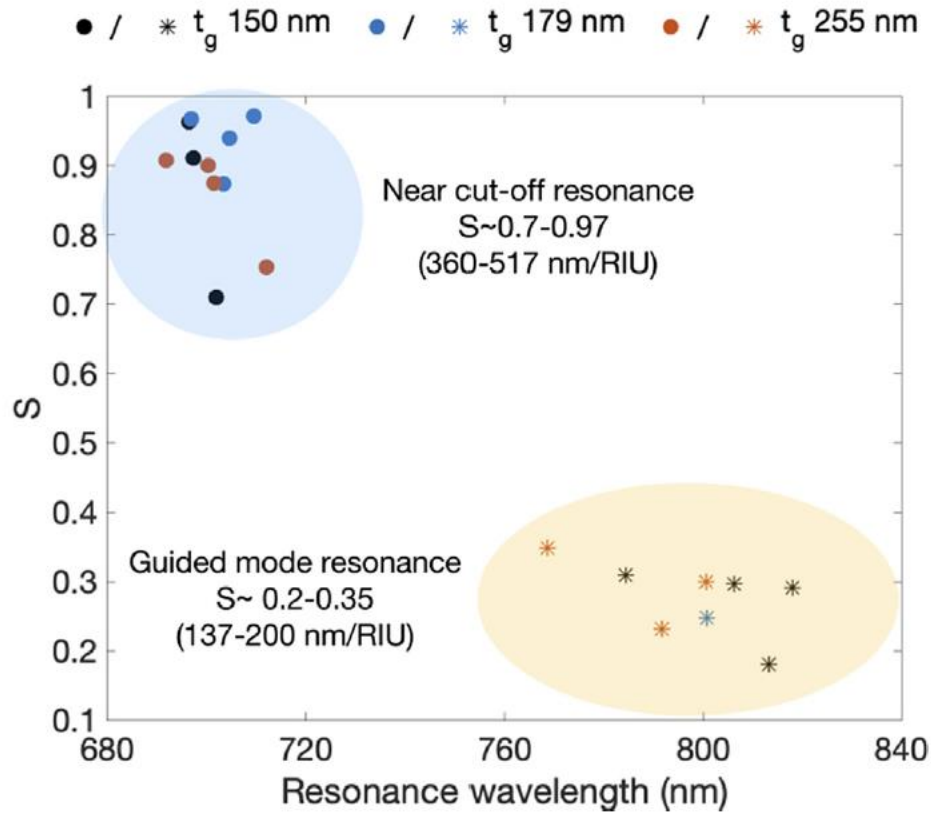 ● / ✳ t_g 150 nm ● / ✳ t_g 179 nm ● / ✳ t_g 255 nm
1
0.9
0.8
0.7
0.6
0.5
0.4
0.3
0.2
0.1
S
Near cut-off resonance
S~0.7-0.97
(360-517 nm/RIU)
Guided mode resonance
S~ 0.2-0.35
(137-200 nm/RIU)
680 720 760 800 840
Resonance wavelength (nm)